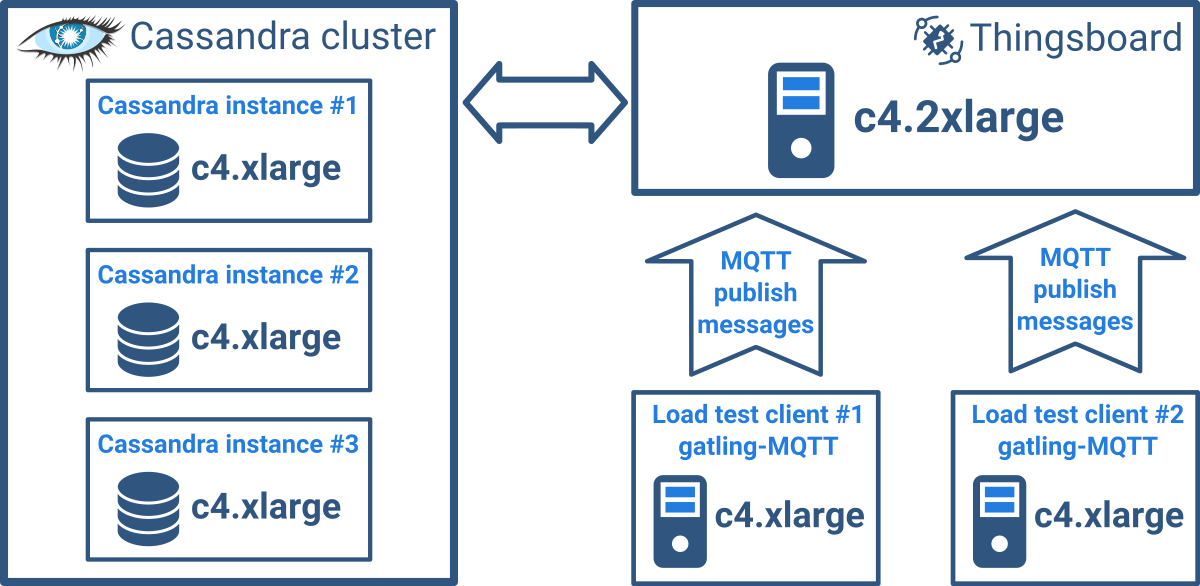 Cassandra cluster
Cassandra instance #1
c4.xlarge
Cassandra instance #2
c4.xlarge
Cassandra instance #3
c4.xlarge
Thingsboard
c4.2xlarge
MQTT
publish
messages
MQTT
publish
messages
Load test client #1
gatling-MQTT
c4.xlarge
Load test client #2
gatling-MQTT
c4.xlarge